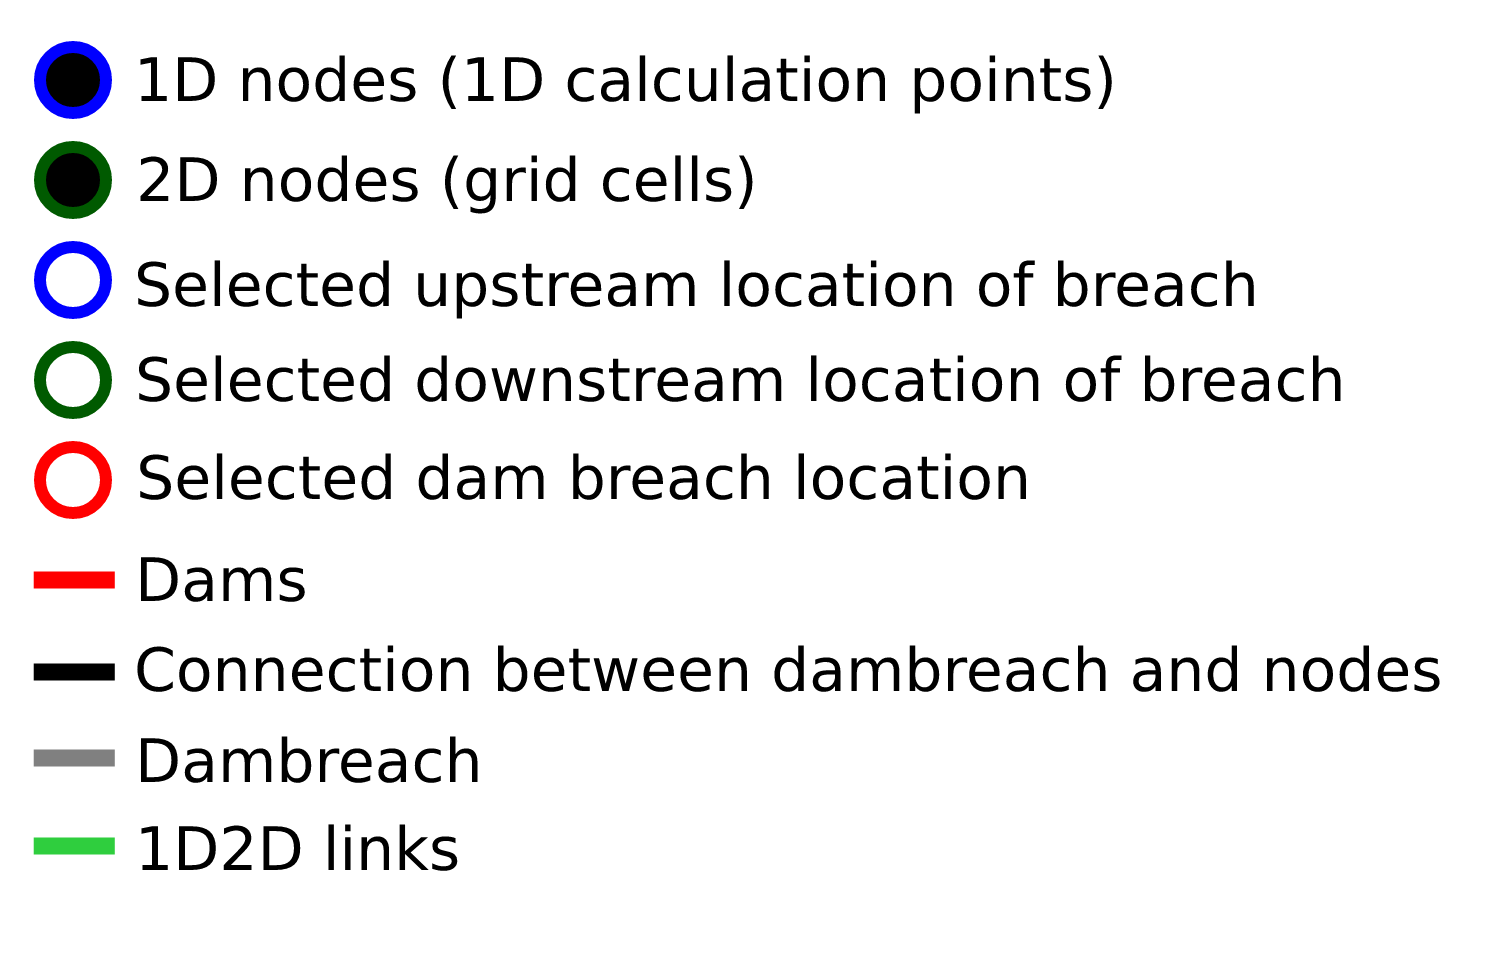 1D nodes (1D calculation points)
2D nodes (grid cells)
Selected upstream location of breach
Selected downstream location of breach
Selected dam breach location
Dams
Connection between dambreach and nodes
Dambreach
1D2D links